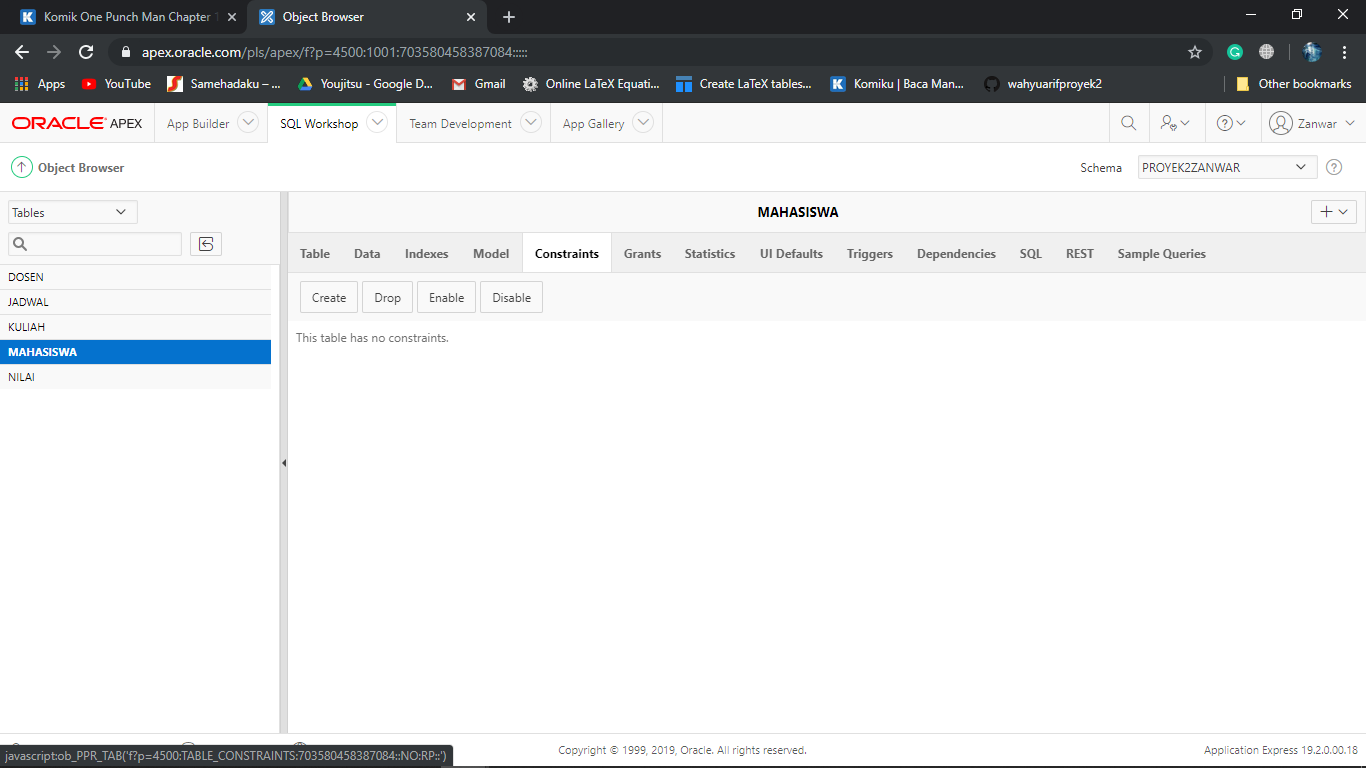 Komik One Punch Man Chapter 1
Object Browser
apex.oracle.com/pls/apex/f?p=4500:1001:703580458387084:::::
Apps YouTube Samehadaku – ... Youjitsu - Google D... Gmail Online LaTeX Equati... Create LaTeX tables... Komiku | Baca Man... wahyuarifproyek2 Other bookmarks
ORACLE APEX App Builder SQL Workshop Team Development App Gallery Zanwar
Object Browser Schema PROYEK2ZANWAR
Tables
MAHASISWA
Table Data Indexes Model Constraints Grants Statistics UI Defaults Triggers Dependencies SQL REST Sample Queries
DOSEN
JADWAL
KULIAH
MAHASISWA
NILAI
Create Drop Enable Disable
This table has no constraints.
Copyright © 1999, 2019, Oracle. All rights reserved. Application Express 19.2.0.00.18
javascript:ob_PPR_TAB('f?p=4500:TABLE_CONSTRAINTS:703580458387084::NO:RP::')